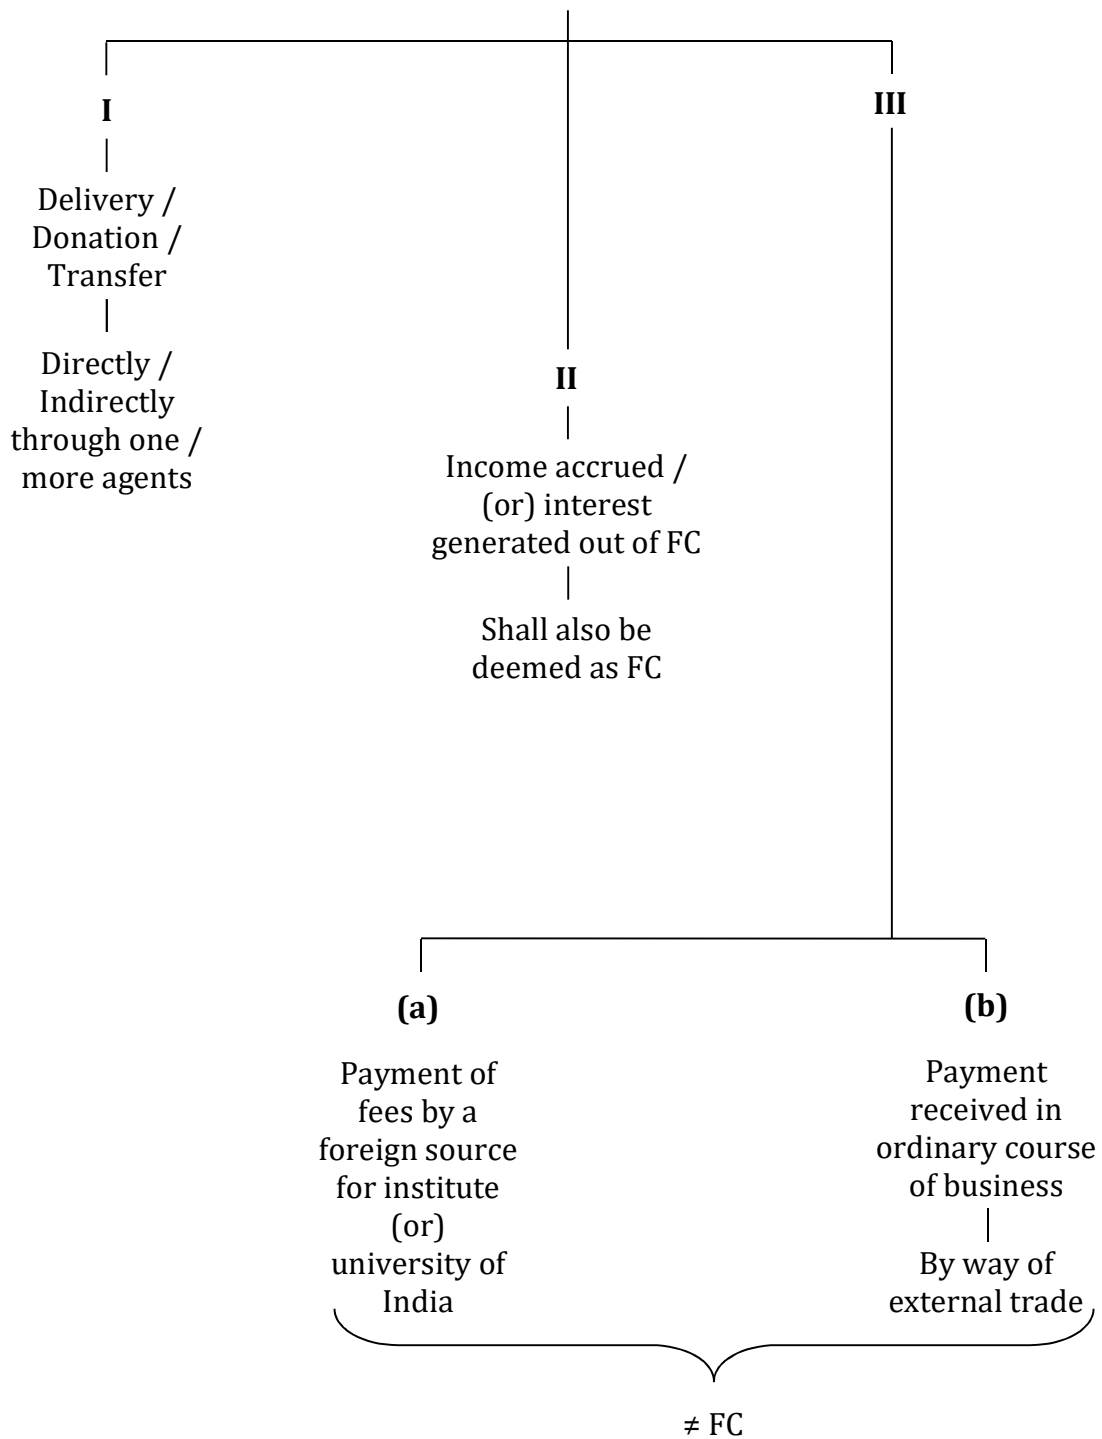 I
Delivery /
Donation /
Transfer
Directly /
Indirectly
through one /
more agents
II
Income accrued /
(or) interest
generated out of FC
Shall also be
deemed as FC
III
(a)
Payment of
fees by a
foreign source
for institute
(or)
university of
India
(b)
Payment
received in
ordinary course
of business
By way of
external trade
≠ FC